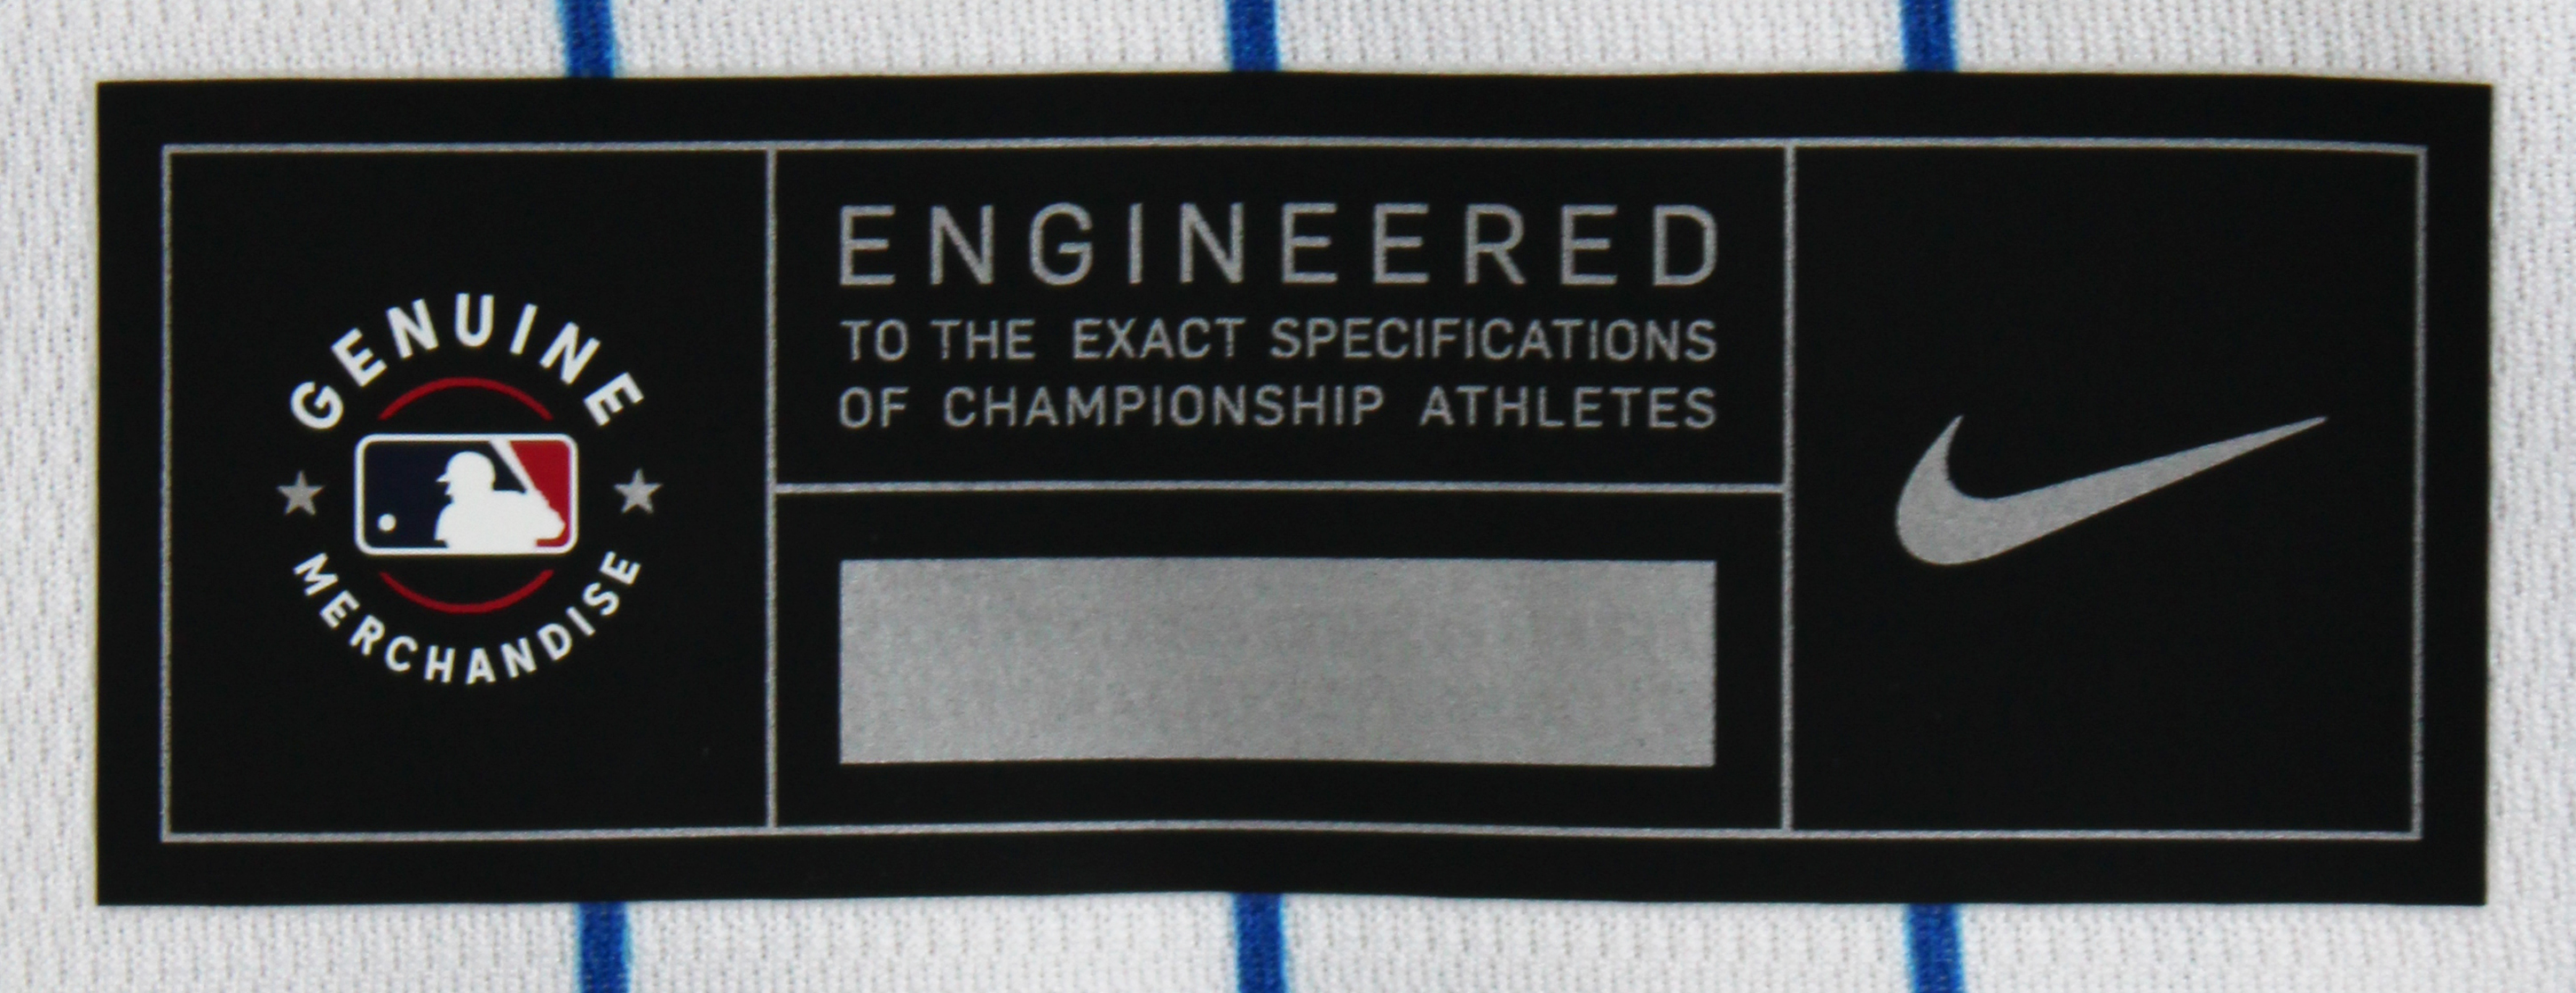 GENUINE
MERCHANDISE
ENGINEERED
TO THE EXACT SPECIFICATIONS
OF CHAMPIONSHIP ATHLETES